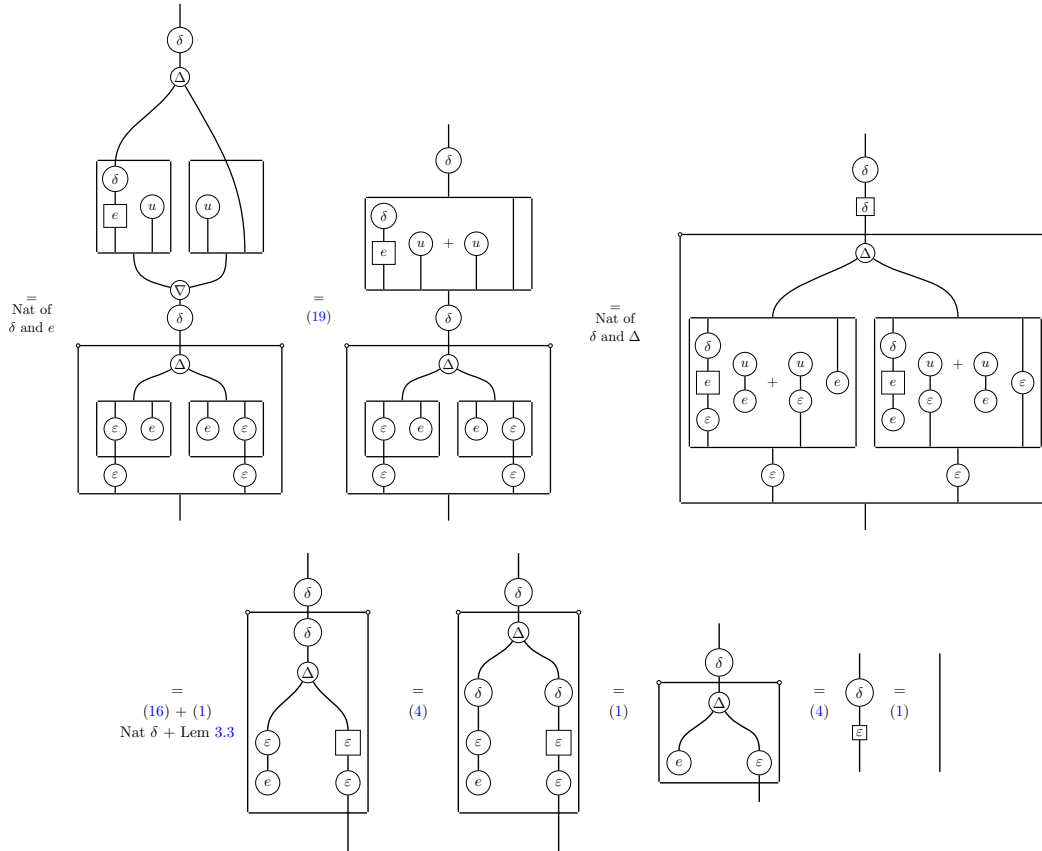 =
Nat of
δ and e
δ
Δ
δ
e u u
∇
δ
Δ
ε e e ε
ε ε
=
(19)
δ
δ
e u + u
δ
Δ
ε e e ε
ε ε
=
Nat of
δ and Δ
δ
δ
Δ
δ u u
e + e
ε e ε
δ u + u
e ε e ε
e
ε ε
=
(16) + (1)
Nat δ + Lem 3.3
δ
δ
Δ
ε ε
e ε
=
(4)
δ
Δ
δ δ
ε ε
e ε
=
(1)
δ
Δ
e ε
=
(4)
δ
ε
=
(1)